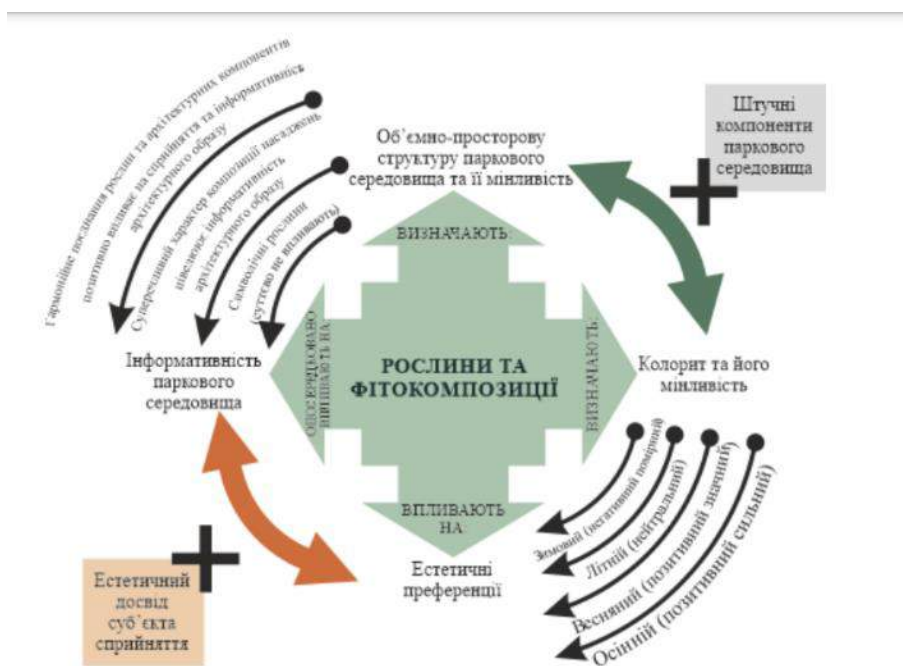 Гармонійне поєднання рослин та архітектурних компонентів
позитивно впливає на сприйняття та інформативність
архітектурного образу
Суперечливий характер композиції насаджень
нівелює інформативність
архітектурного образу
Символічні рослини
(суттєво не впливають)
Об`ємно-просторову
структуру паркового
середовища та її мінливість
Штучні
компоненти
паркового
середовища
ВИЗНАЧАЮТЬ:
ОПОСЕРЕДКОВАНО
ВПЛИВАЮТЬ НА:
РОСЛИНИ ТА
ФІТОКОМПОЗИЦІЇ
ВИЗНАЧАЮТЬ:
Інформативність
паркового
середовища
Колорит та його
мінливість
ВПЛИВАЮТЬ
НА:
Естетичні
преференції
Зимовий (негативний помірний)
Літній (нейтральний)
Весняний (позитивний значний)
Осінній (позитивний сильний)
Естетичний
досвід
суб`єкта
сприйняття